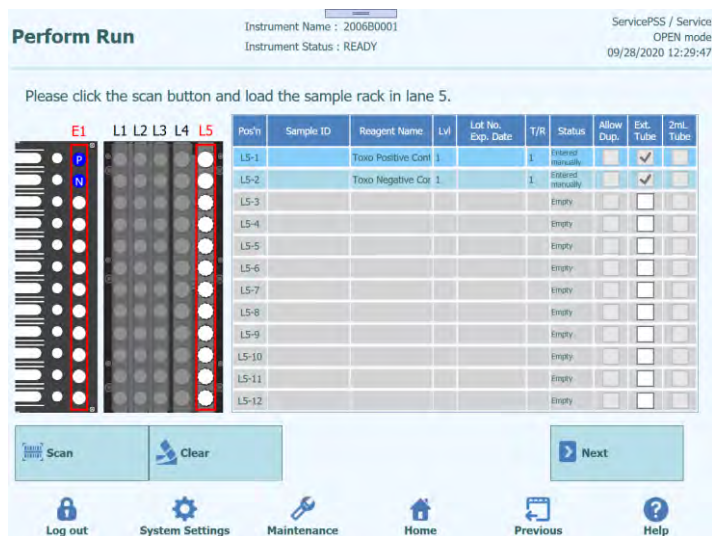 Perform Run
Instrument Name : 2006B0001
Instrument Status : READY
ServicePSS / Service
OPEN mode
09/28/2020 12:29:47
Please click the scan button and load the sample rack in lane 5.
E1 L1 L2 L3 L4 L5
P
N
Pos'n Sample ID Reagent Name Lvl Lot No. Exp. Date T/R Status Allow Dup. Ext. Tube 2mL Tube
L5-1 Toxo Positive Cont 1 1 Entered manually
L5-2 Toxo Negative Cor 1 1 Entered manually
L5-3 Empty
L5-4 Empty
L5-5 Empty
L5-6 Empty
L5-7 Empty
L5-8 Empty
L5-9 Empty
L5-10 Empty
L5-11 Empty
L5-12 Empty
Scan
Clear
Next
Log out
System Settings
Maintenance
Home
Previous
Help